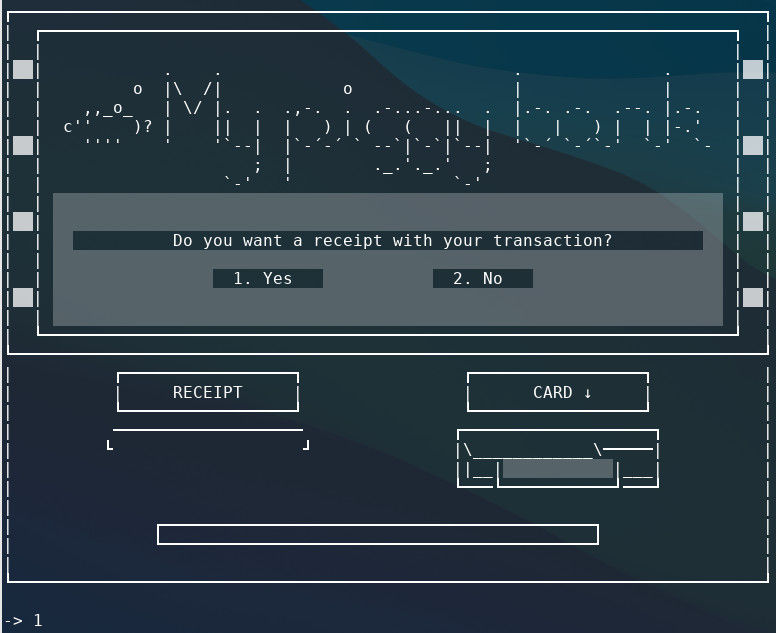 Do you want a receipt with your transaction?
1. Yes
2. No
RECEIPT
CARD ↓
-> 1